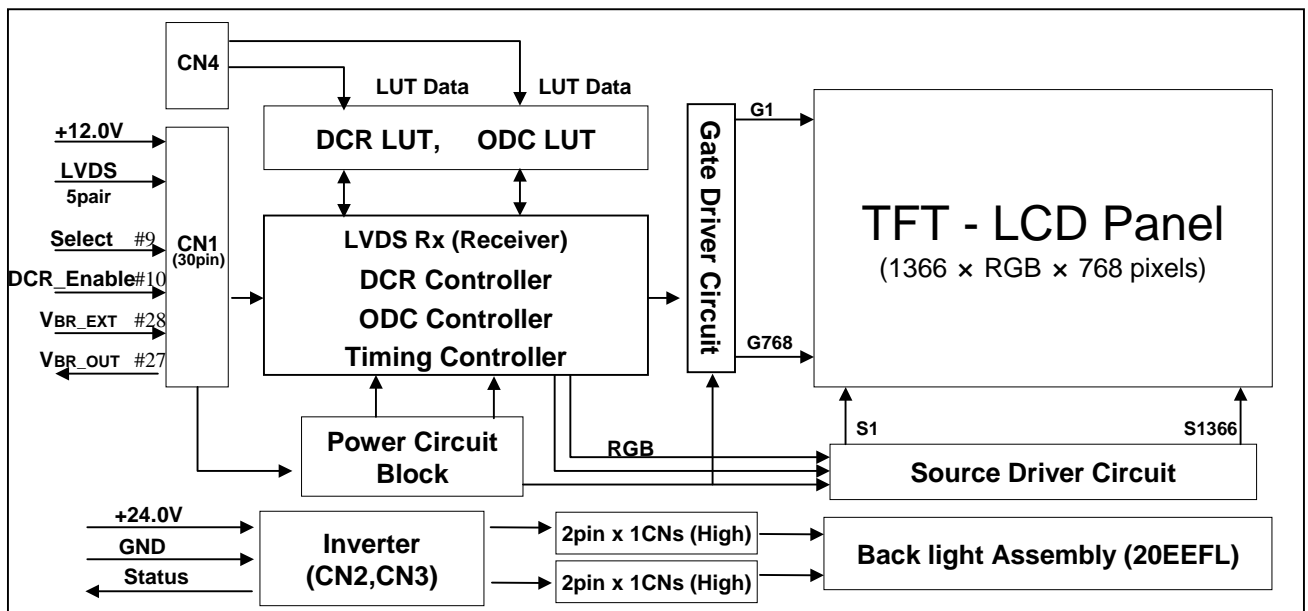 CN4
LUT Data
LUT Data
+12.0V
LVDS
5pair
Select #9
DCR_Enable #10
VBR_EXT #28
VBR_OUT #27
CN1
(30pin)
DCR LUT, ODC LUT
LVDS Rx (Receiver)
DCR Controller
ODC Controller
Timing Controller
Power Circuit
Block
RGB
Gate Driver Circuit
G1
G768
TFT - LCD Panel
(1366 × RGB × 768 pixels)
S1
S1366
Source Driver Circuit
+24.0V
GND
Status
Inverter
(CN2,CN3)
2pin x 1CNs (High)
2pin x 1CNs (High)
Back light Assembly (20EEFL)